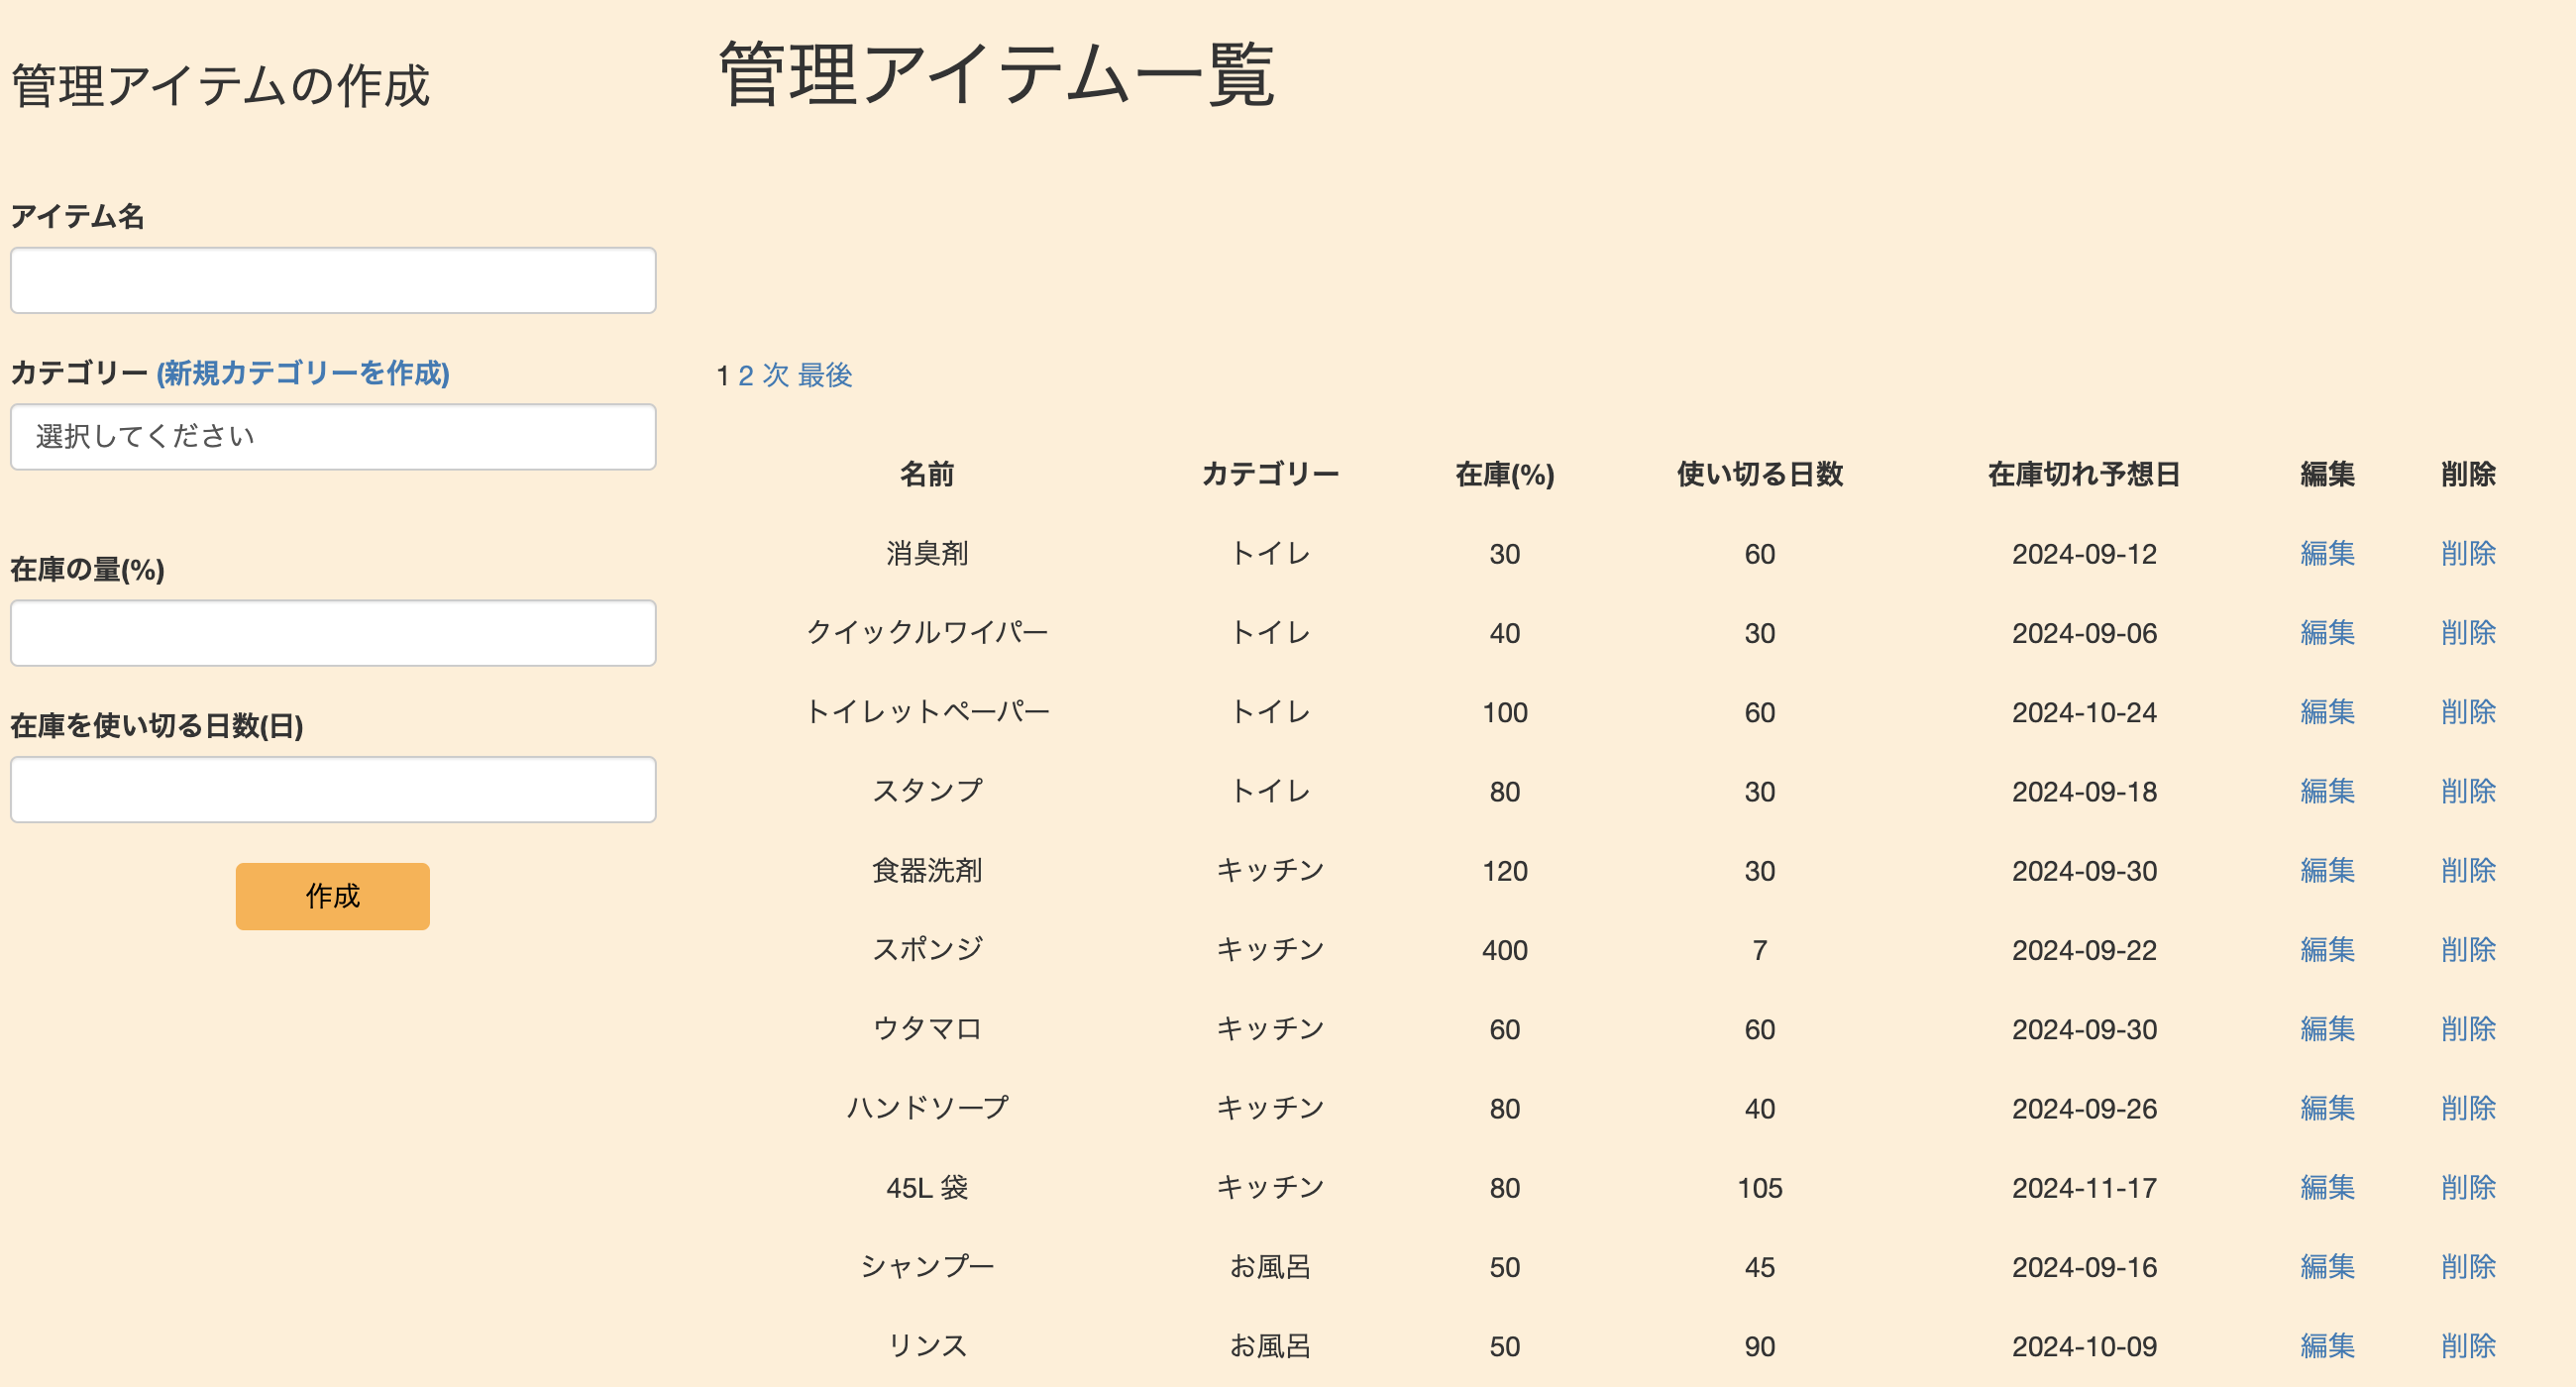 管理アイテムの作成
アイテム名
カテゴリー (新規カテゴリーを作成)
選択してください
在庫の量(%)
在庫を使い切る日数(日)
作成
管理アイテム一覧
1 2 次 最後
名前 カテゴリー 在庫(%) 使い切る日数 在庫切れ予想日 編集 削除
消臭剤 トイレ 30 60 2024-09-12 編集 削除
クイックルワイパー トイレ 40 30 2024-09-06 編集 削除
トイレットペーパー トイレ 100 60 2024-10-24 編集 削除
スタンプ トイレ 80 30 2024-09-18 編集 削除
食器洗剤 キッチン 120 30 2024-09-30 編集 削除
スポンジ キッチン 400 7 2024-09-22 編集 削除
ウタマロ キッチン 60 60 2024-09-30 編集 削除
ハンドソープ キッチン 80 40 2024-09-26 編集 削除
45L 袋 キッチン 80 105 2024-11-17 編集 削除
シャンプー お風呂 50 45 2024-09-16 編集 削除
リンス お風呂 50 90 2024-10-09 編集 削除